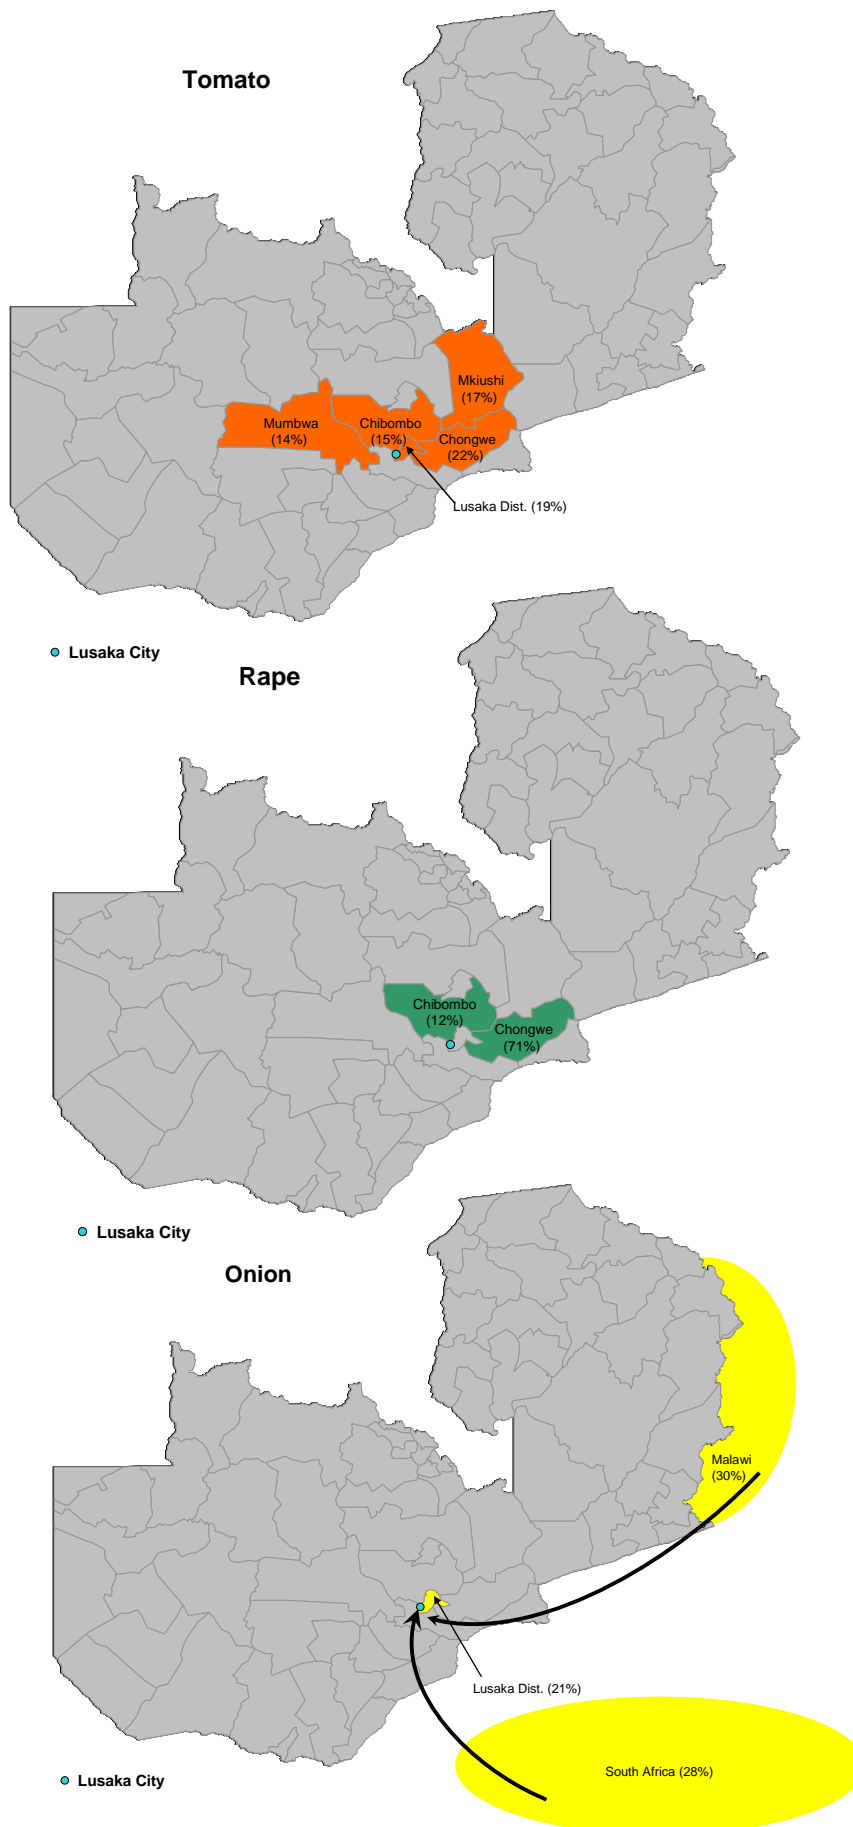 Tomato
Mkiushi
(17%)
Mumbwa
(14%)
Chibombo
(15%)
Chongwe
(22%)
Lusaka Dist. (19%)
Lusaka City
Rape
Chibombo
(12%)
Chongwe
(71%)
Lusaka City
Onion
Malawi
(30%)
Lusaka Dist. (21%)
South Africa (28%)
Lusaka City